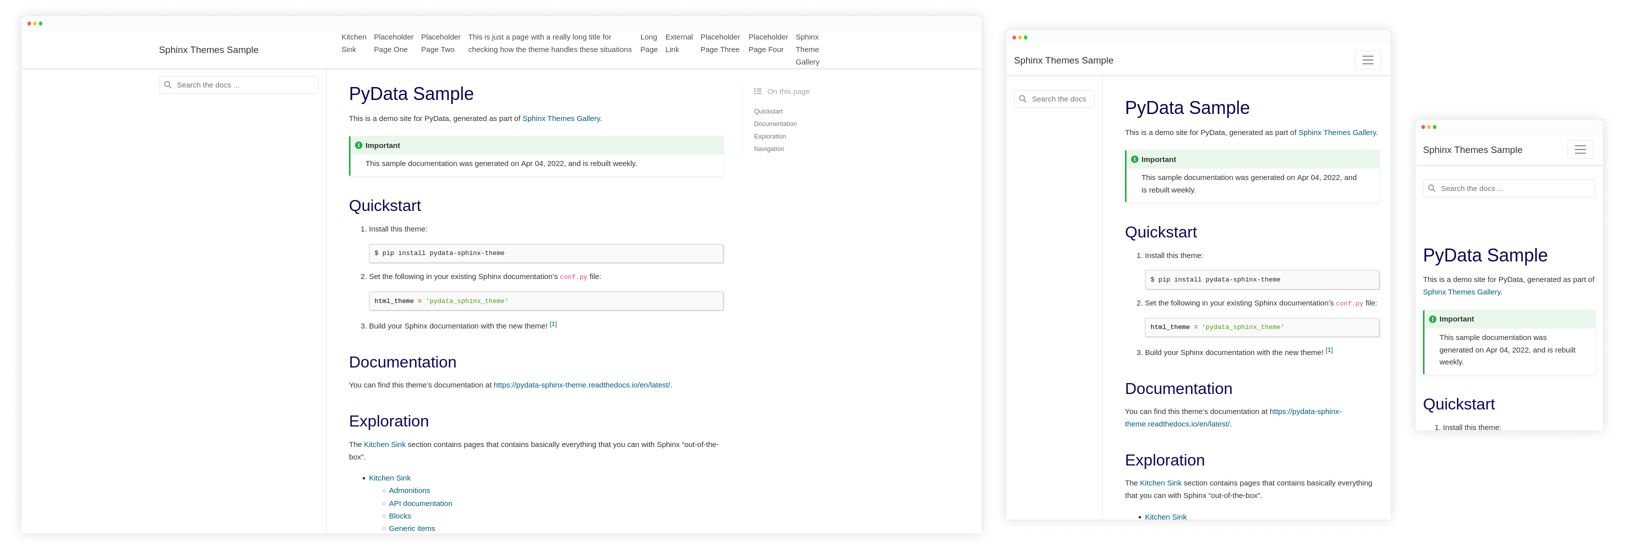 Sphinx Themes Sample
Kitchen Sink
Placeholder Page One
Placeholder Page Two
This is just a page with a really long title for
checking how the theme handles these situations
Long Page
External Link
Placeholder Page Three
Placeholder Page Four
Sphinx Theme Gallery
Search the docs ...
PyData Sample
This is a demo site for PyData, generated as part of Sphinx Themes Gallery.
Important
This sample documentation was generated on Apr 04, 2022, and is rebuilt weekly.
Quickstart
1. Install this theme:
$ pip install pydata-sphinx-theme
2. Set the following in your existing Sphinx documentation's conf.py file:
html_theme = 'pydata_sphinx_theme'
3. Build your Sphinx documentation with the new theme! [1]
Documentation
You can find this theme's documentation at https://pydata-sphinx-theme.readthedocs.io/en/latest/.
Exploration
The Kitchen Sink section contains pages that contains basically everything that you can with Sphinx "out-of-the-
box".
• Kitchen Sink
○ Admonitions
○ API documentation
○ Blocks
○ Generic items
On this page
Quickstart
Documentation
Exploration
Navigation
Sphinx Themes Sample
Search the docs
PyData Sample
This is a demo site for PyData, generated as part of Sphinx Themes Gallery.
Important
This sample documentation was generated on Apr 04, 2022, and
is rebuilt weekly.
Quickstart
1. Install this theme:
$ pip install pydata-sphinx-theme
2. Set the following in your existing Sphinx documentation's conf.py file:
html_theme = 'pydata_sphinx_theme'
3. Build your Sphinx documentation with the new theme! [1]
Documentation
You can find this theme's documentation at https://pydata-sphinx-
theme.readthedocs.io/en/latest/.
Exploration
The Kitchen Sink section contains pages that contains basically everything
that you can with Sphinx "out-of-the-box".
• Kitchen Sink
Sphinx Themes Sample
Search the docs ...
PyData Sample
This is a demo site for PyData, generated as part of
Sphinx Themes Gallery.
Important
This sample documentation was
generated on Apr 04, 2022, and is rebuilt
weekly.
Quickstart
1. Install this theme: